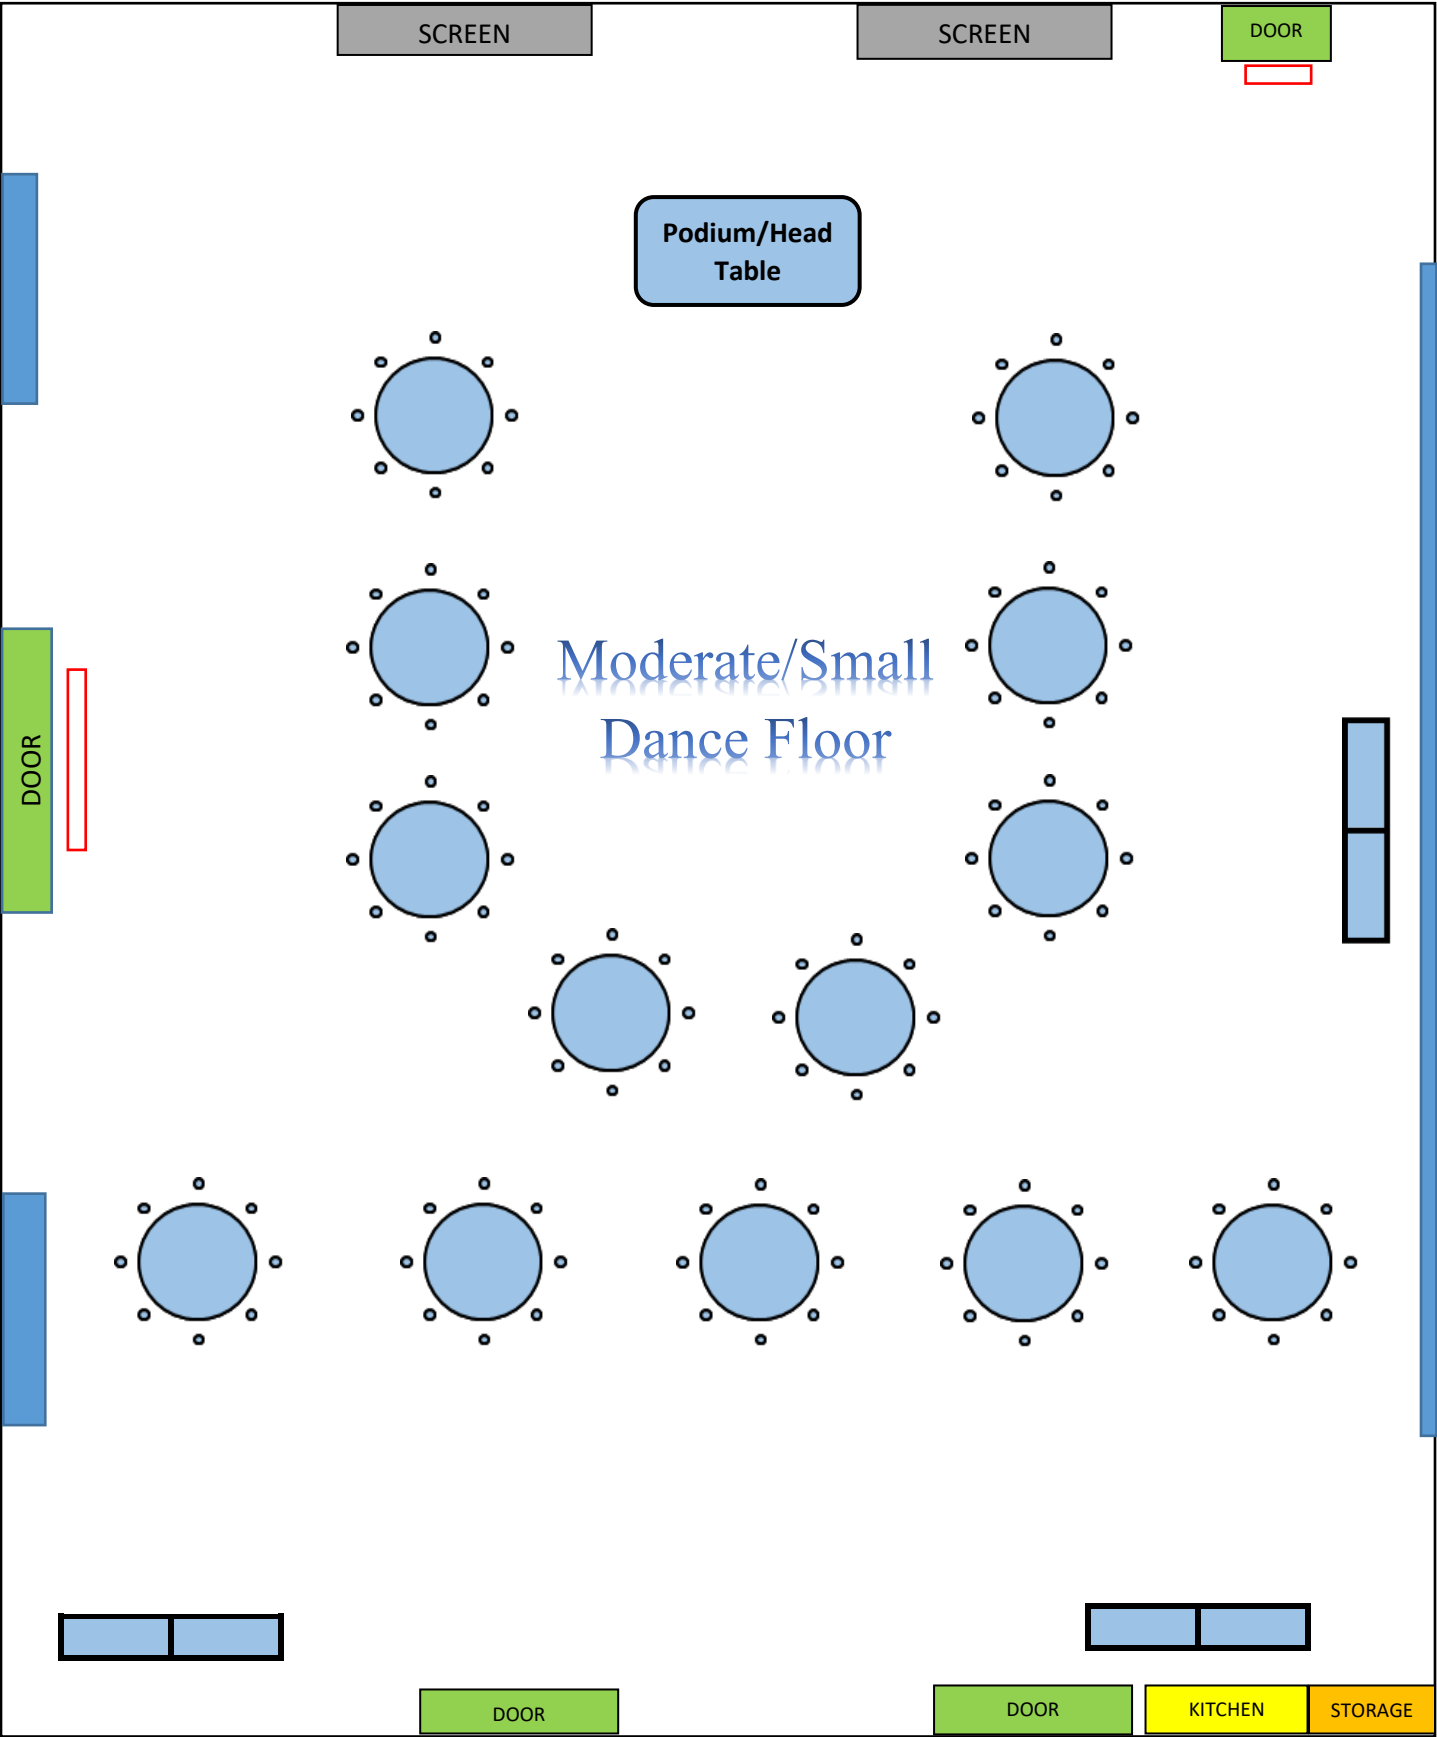 SCREEN
SCREEN
DOOR
Podium/Head
Table
Moderate/Small
Dance Floor
DOOR
DOOR
DOOR
KITCHEN
STORAGE